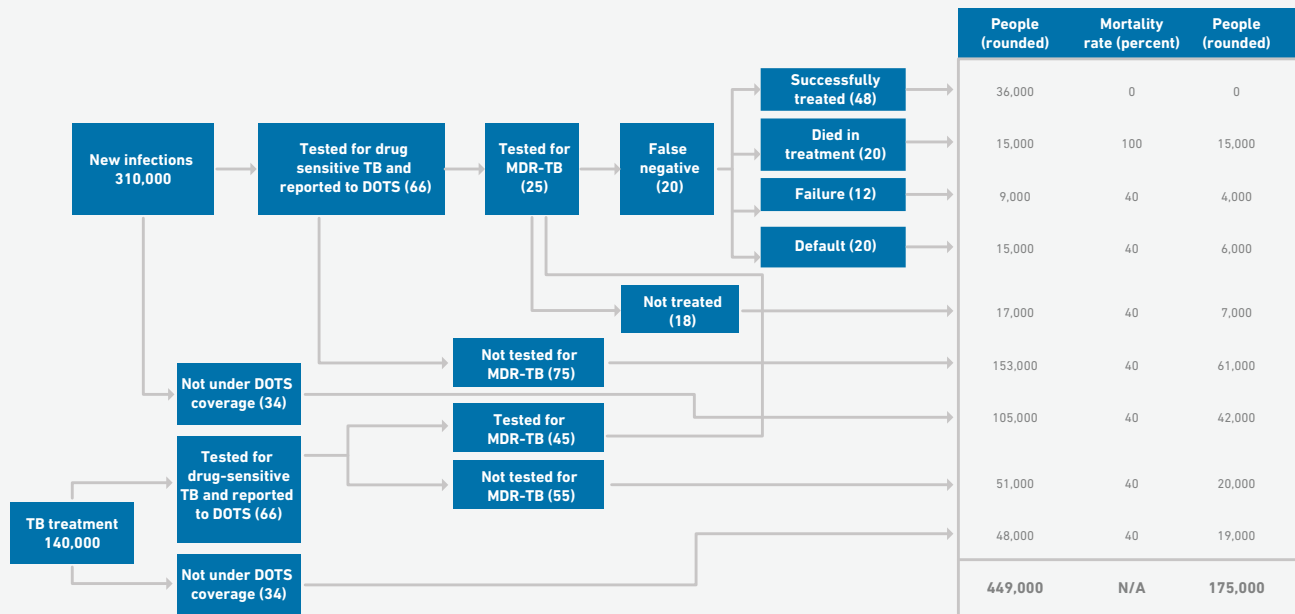 People
(rounded)
Mortality
rate (percent)
People
(rounded)
Successfully
treated (48)
36,000
0
0
New infections
310,000
Tested for drug
sensitive TB and
reported to DOTS (66)
Tested for
MDR-TB
(25)
False
negative
(20)
Died in
treatment (20)
15,000
100
15,000
Failure (12)
9,000
40
4,000
Default (20)
15,000
40
6,000
Not treated
(18)
17,000
40
7,000
Not tested for
MDR-TB (75)
153,000
40
61,000
Not under DOTS
coverage (34)
105,000
40
42,000
Tested for
MDR-TB (45)
Tested for
drug-sensitive
TB and reported
to DOTS (66)
Not tested for
MDR-TB (55)
51,000
40
20,000
TB treatment
140,000
48,000
40
19,000
Not under DOTS
coverage (34)
449,000
N/A
175,000